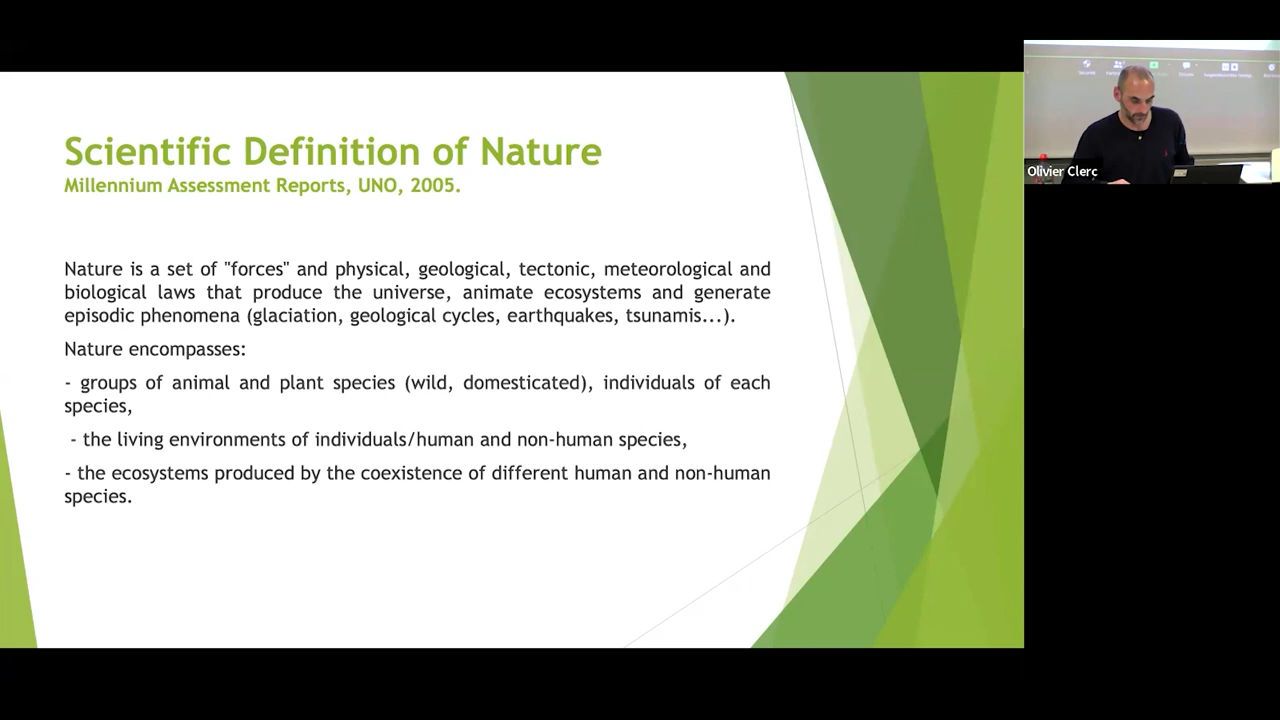 Scientific Definition of Nature
Millennium Assessment Reports, UNO, 2005.
Nature is a set of "forces" and physical, geological, tectonic, meteorological and
biological laws that produce the universe, animate ecosystems and generate
episodic phenomena (glaciation, geological cycles, earthquakes, tsunamis...).
Nature encompasses:
- groups of animal and plant species (wild, domesticated), individuals of each
species,
- the living environments of individuals/human and non-human species,
- the ecosystems produced by the coexistence of different human and non-human
species.
Olivier Clerc